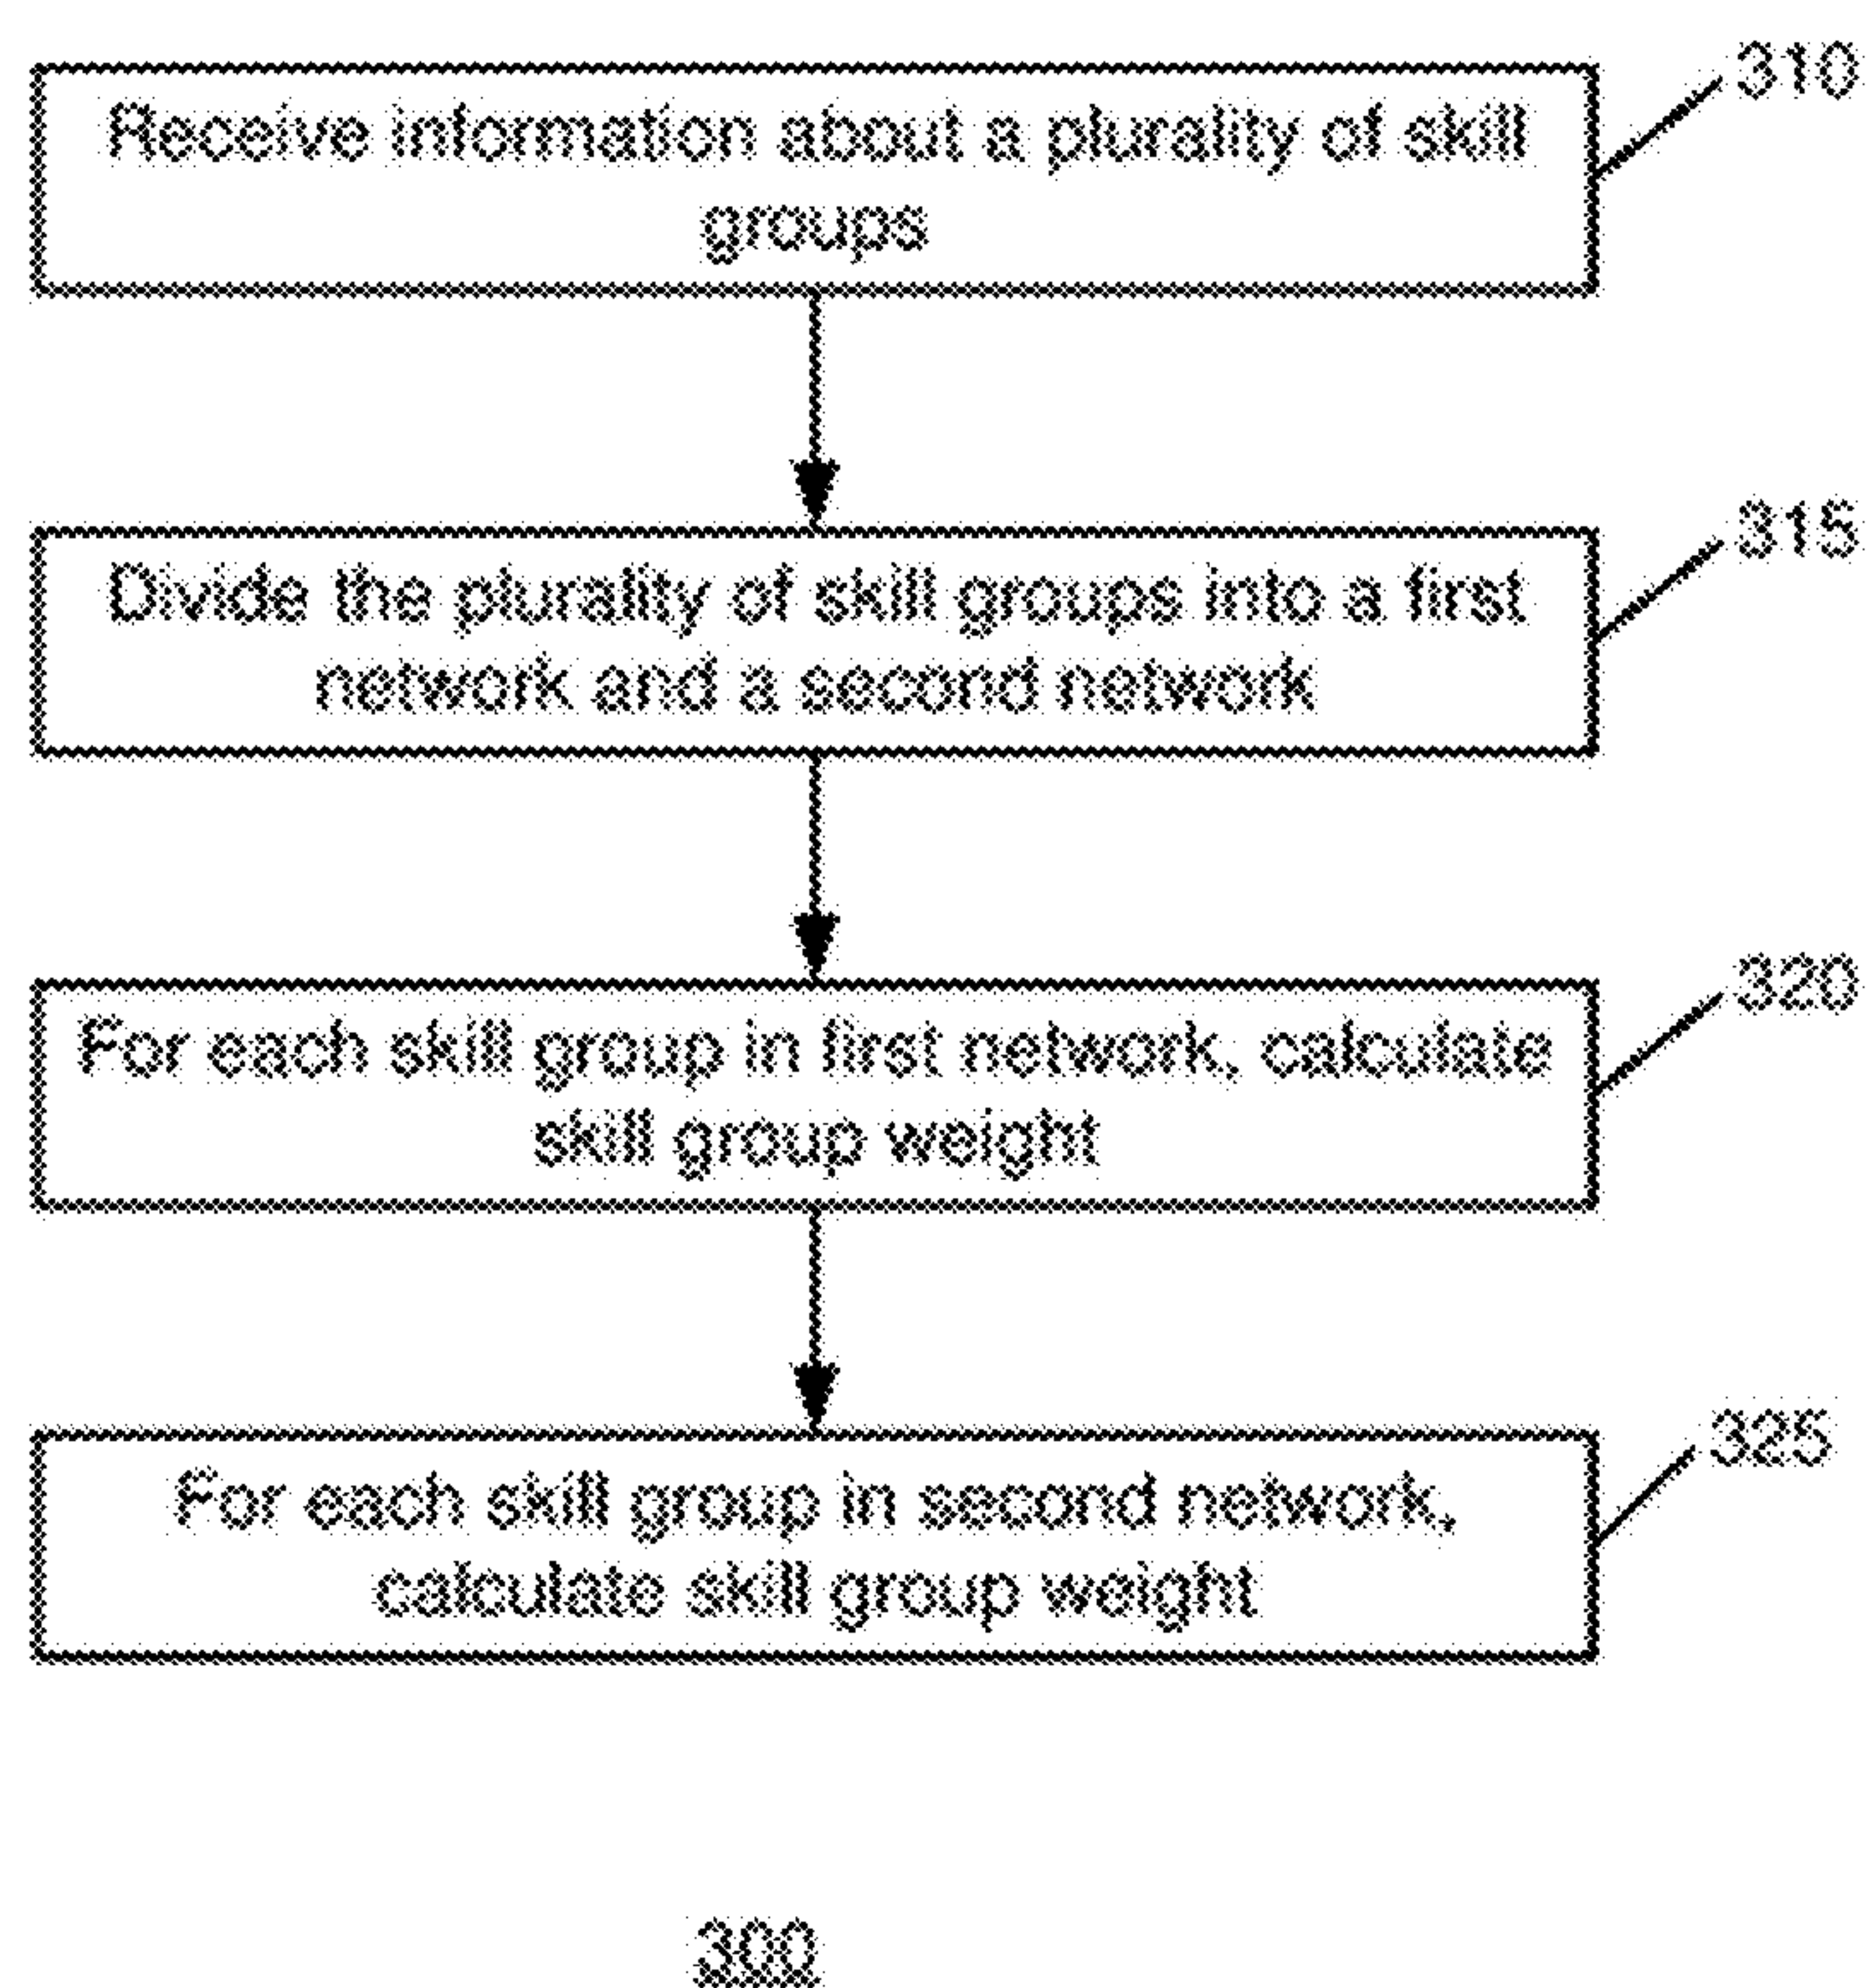 310
Receive information about a plurality of skill
groups
315
Divide the plurality of skill groups into a first
network and a second network
320
For each skill group in first network, calculate
skill group weight
325
For each skill group in second network,
calculate skill group weight
300